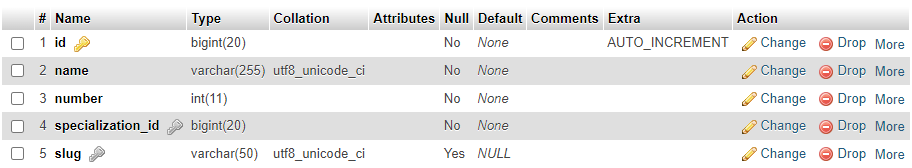 # Name Type Collation Attributes Null Default Comments Extra Action
1 id bigint(20) No None AUTO_INCREMENT Change Drop More
2 name varchar(255) utf8_unicode_ci No None Change Drop More
3 number int(11) No None Change Drop More
4 specialization_id bigint(20) No None Change Drop More
5 slug varchar(50) utf8_unicode_ci Yes NULL Change Drop More